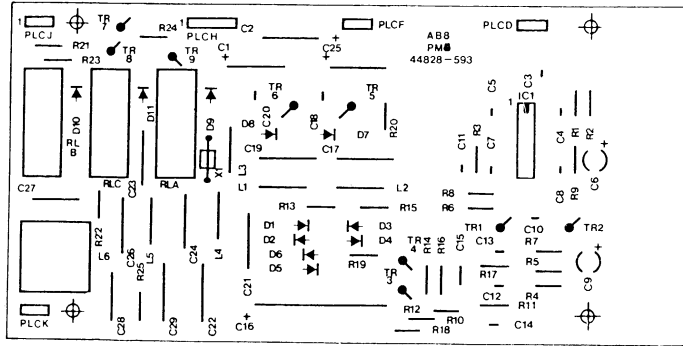 1
PLCJ
TR
7
R24
1
PLCH
C2
PLCF
AB8
PLCD
R21
TR
8
TR
9
C1
+
+
C25
44828-593
R23
C3
TR
6
TR
5
C5
1
IC1
D10
D11
D9
D8
C20
C18
D7
R20
C4
R1
R2
RL
B
C19
C17
C11
R3
C7
+
C27
RLC
C23
RLA
X1
L3
L1
L2
R8
C8
R9
C6
R13
R15
R6
R22
D1
D3
TR1
C10
TR2
L6
C26
L5
C24
L4
D2
D4
TR
4
R14
R16
C15
C13
R7
D6
R19
R5
+
R25
D5
TR
3
R17
C21
C12
R4
C9
PLCK
R12
R10
R11
C28
C29
C22
C16
+
R18
C14